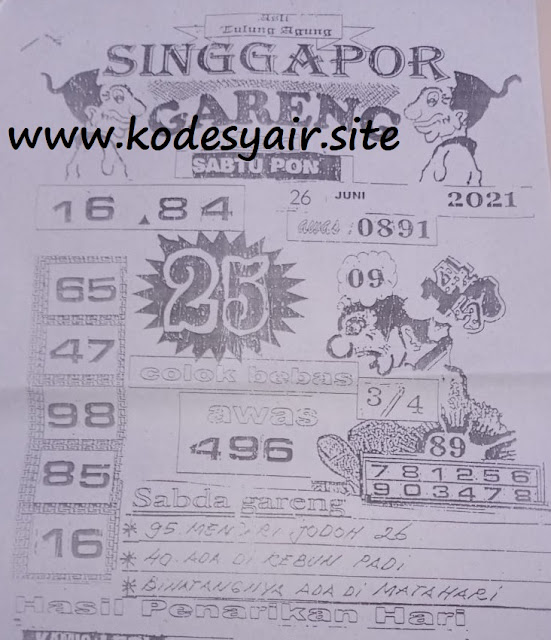 Asli
Tulung Agung
SINGGAPOR
GARENG
www.kodesyair.site
SABTU PON
26 JUNI 2021
16 84
AWAS : 0891
65
25
09
47
colok bebas
3/4
98
awas
496
89
85
781256
903478
Sabda gareng
16
* 95 MENCARI JODOH 26
* 40. ADA DI KEBUN PADI
* BINATANGNYA ADA DI MATAHARI
Hasil Penarikan Hari